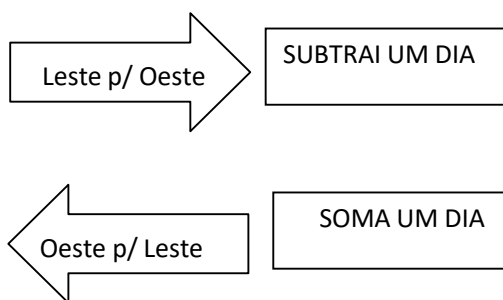 Leste p/ Oeste
SUBTRAI UM DIA
Oeste p/ Leste
SOMA UM DIA